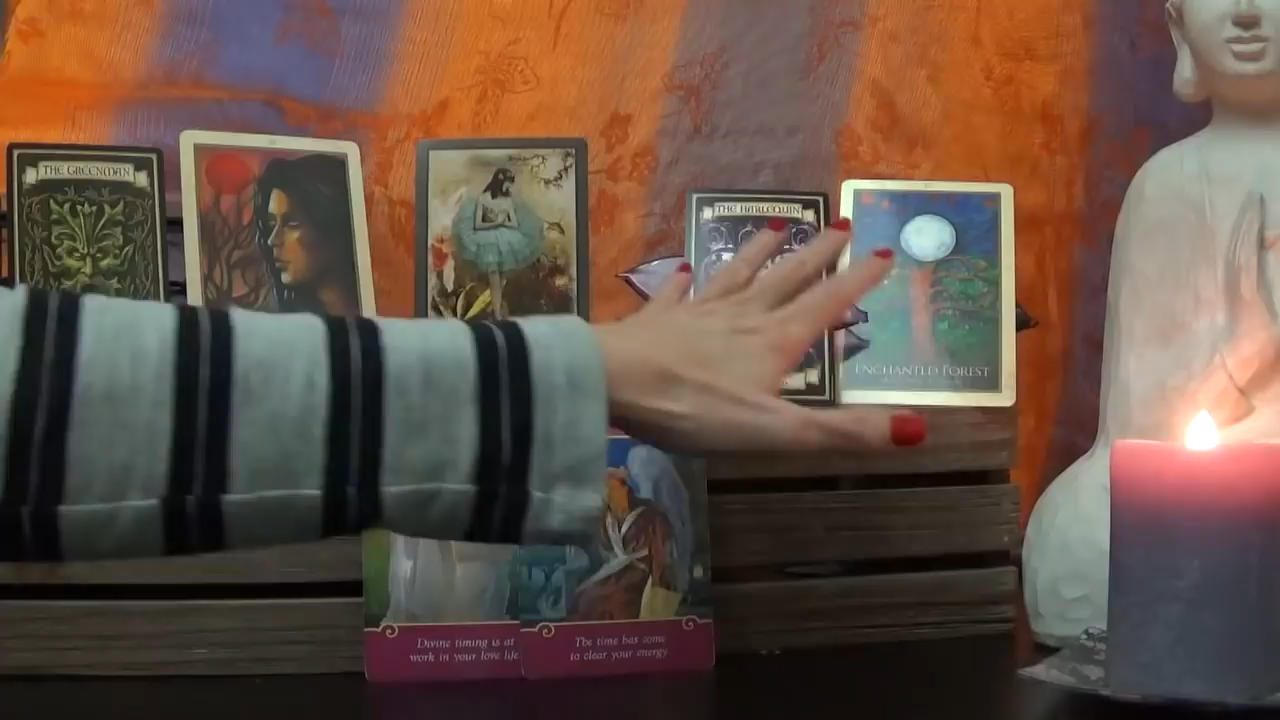 THE GREENMAN
THE HARLEQUIN
ENCHANTED FOREST
Divine timing is at
work in your love life
The time has come
to clear your energy